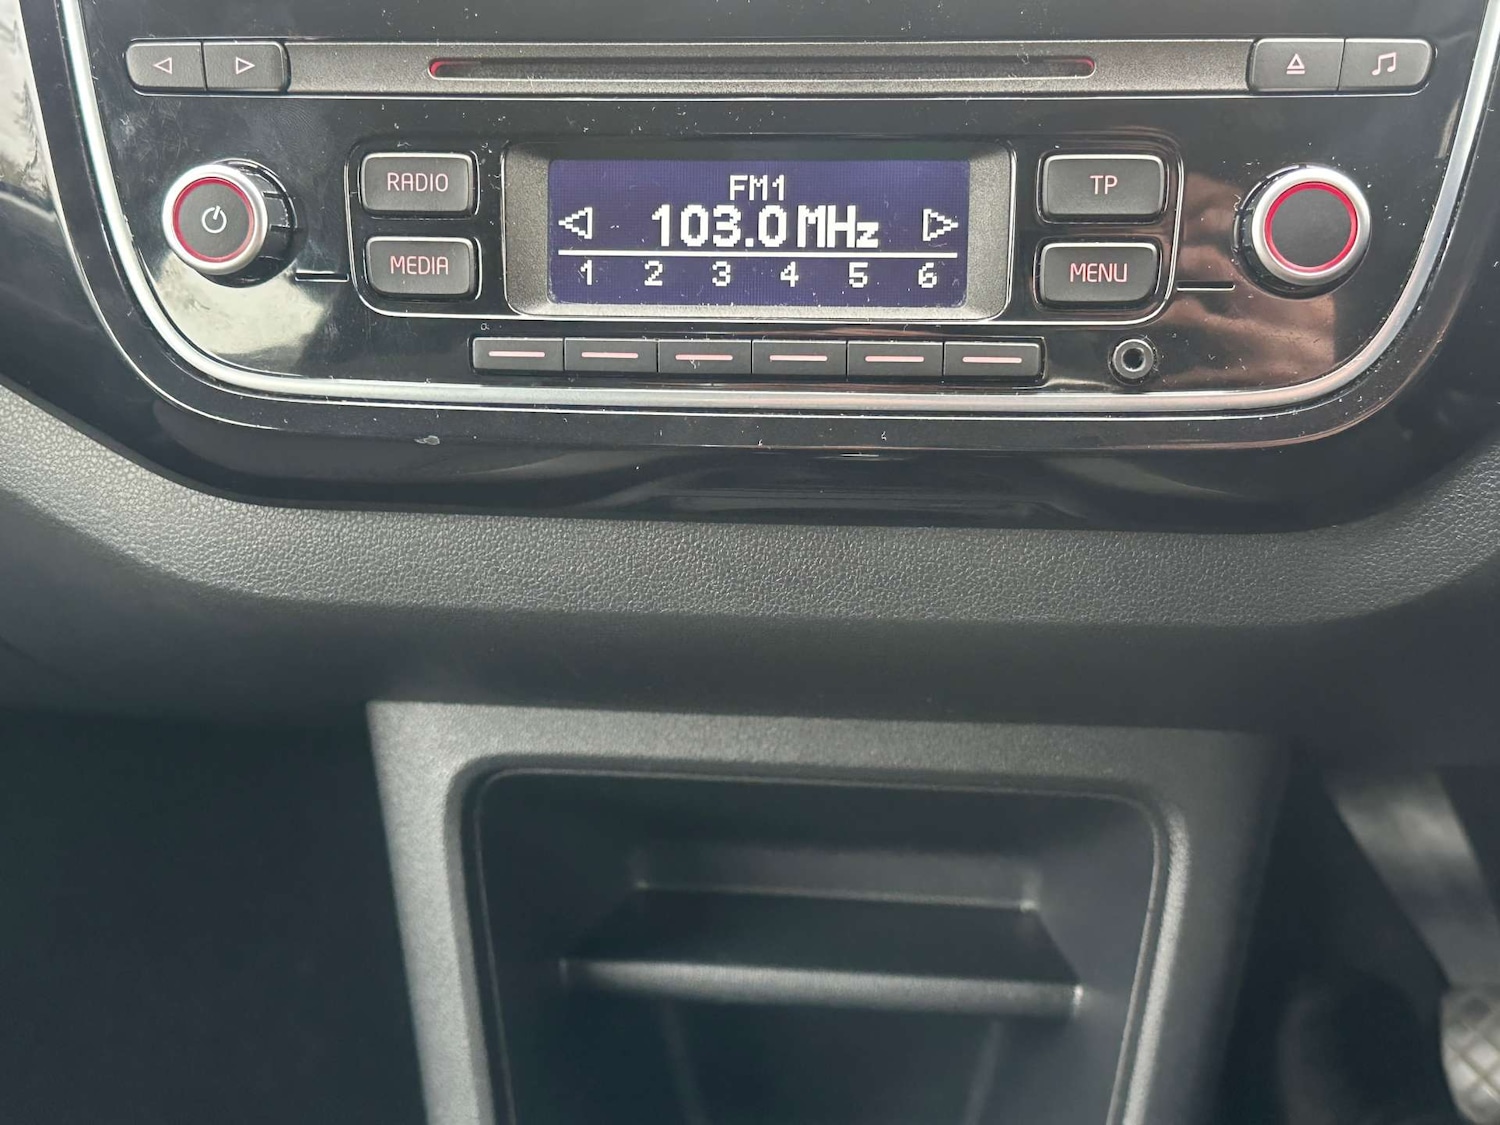 RADIO
MEDIA
FM1
103.0 MHz
1 2 3 4 5 6
TP
MENU